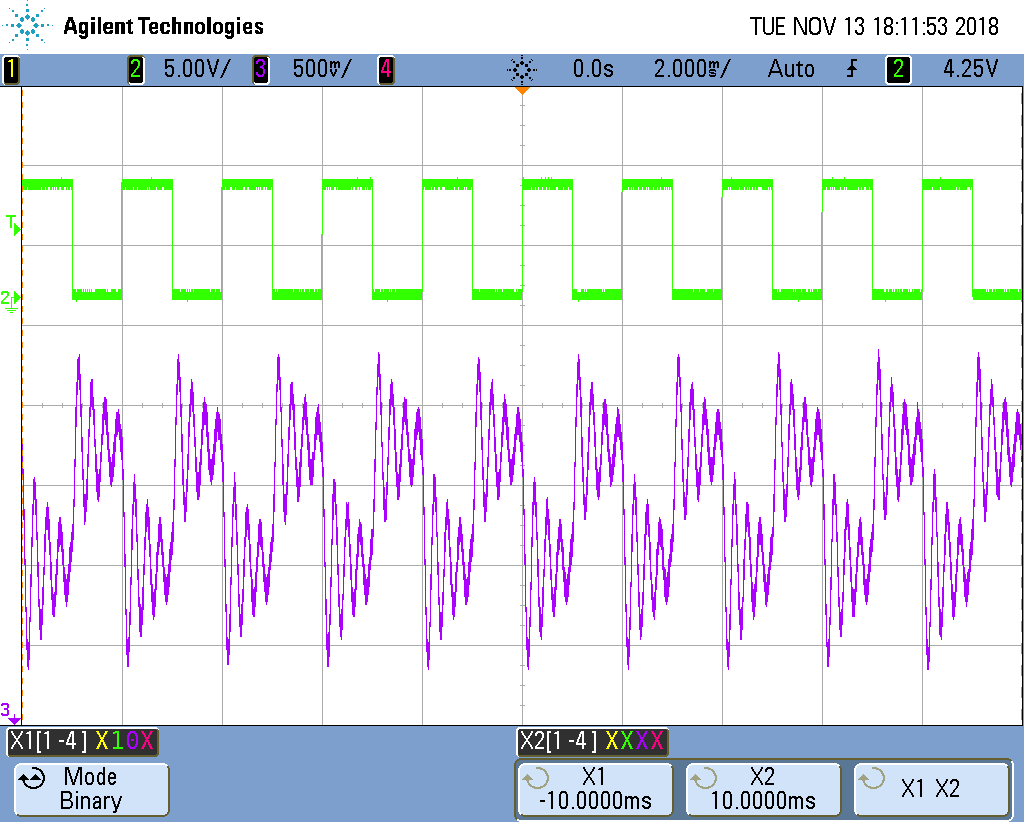 Agilent Technologies TUE NOV 13 18:11:53 2018
1 2 5.00V/ 3 500mV/ 4 0.0s 2.000ms/ Auto 2 4.25V
T
2
3
X1[1-4] X10X X2[1-4] XXXX
Mode
Binary
X1
-10.0000ms
X2
10.0000ms
X1 X2